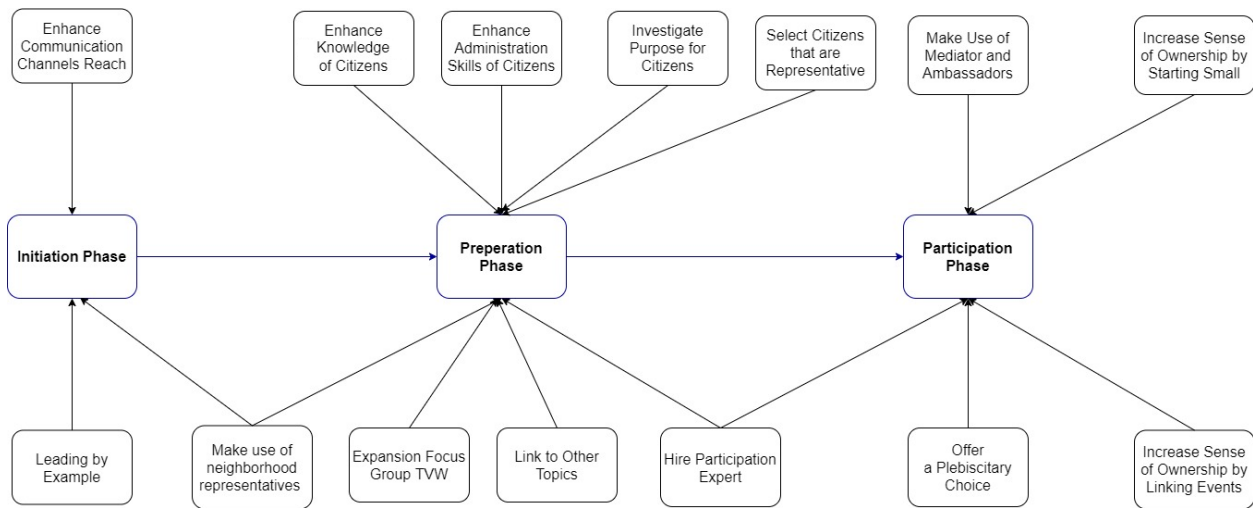 Enhance
Communication
Channels Reach
Enhance
Knowledge
of Citizens
Enhance
Administration
Skills of Citizens
Investigate
Purpose for
Citizens
Select Citizens
that are
Representative
Make Use of
Mediator and
Ambassadors
Increase Sense
of Ownership by
Starting Small
Initiation Phase
Preperation
Phase
Participation
Phase
Leading by
Example
Make use of
neighborhood
representatives
Expansion Focus
Group TVW
Link to Other
Topics
Hire Participation
Expert
Offer
a Plebiscitary
Choice
Increase Sense
of Ownership by
Linking Events